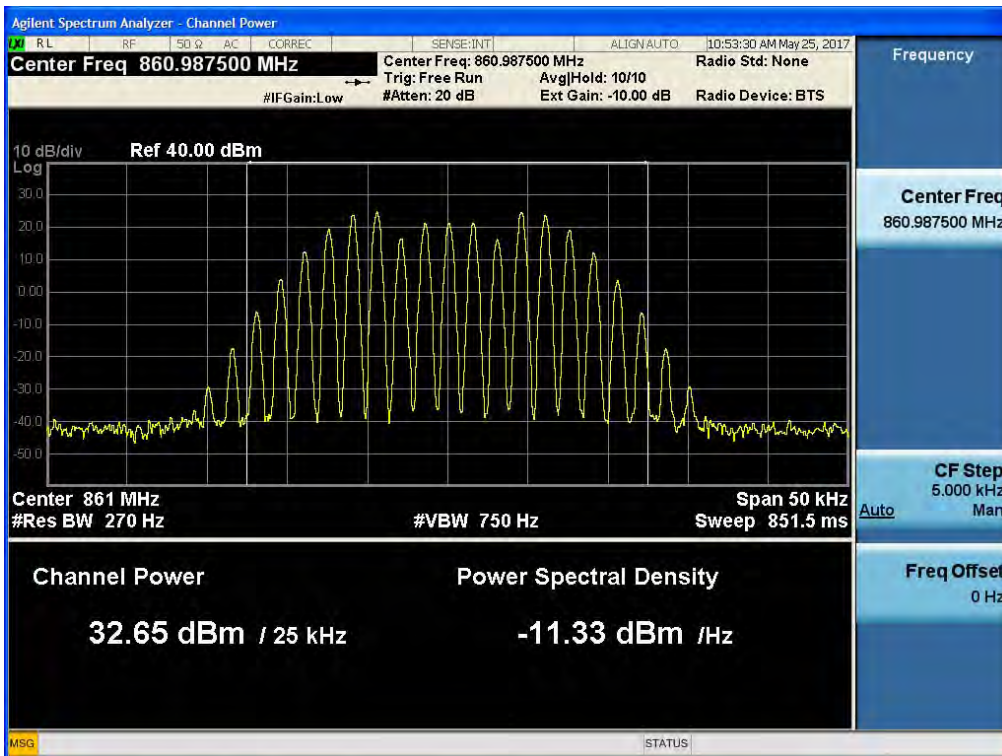 Agilent Spectrum Analyzer - Channel Power
LXI RL RF 50 Ω AC CORREC SENSE:INT ALIGN AUTO 10:53:30 AM May 25, 2017
Center Freq 860.987500 MHz
Center Freq: 860.987500 MHz
Radio Std: None
Trig: Free Run Avg|Hold: 10/10
#IFGain:Low #Atten: 20 dB Ext Gain: -10.00 dB Radio Device: BTS
10 dB/div Ref 40.00 dBm
Log
30.0
20.0
10.0
0.00
-10.0
-20.0
-30.0
-40.0
-50.0
Center 861 MHz Span 50 kHz
#Res BW 270 Hz #VBW 750 Hz Sweep 851.5 ms
Channel Power Power Spectral Density
32.65 dBm / 25 kHz -11.33 dBm /Hz
MSG STATUS
Frequency
Center Freq
860.987500 MHz
CF Step
5.000 kHz
Auto Man
Freq Offset
0 Hz